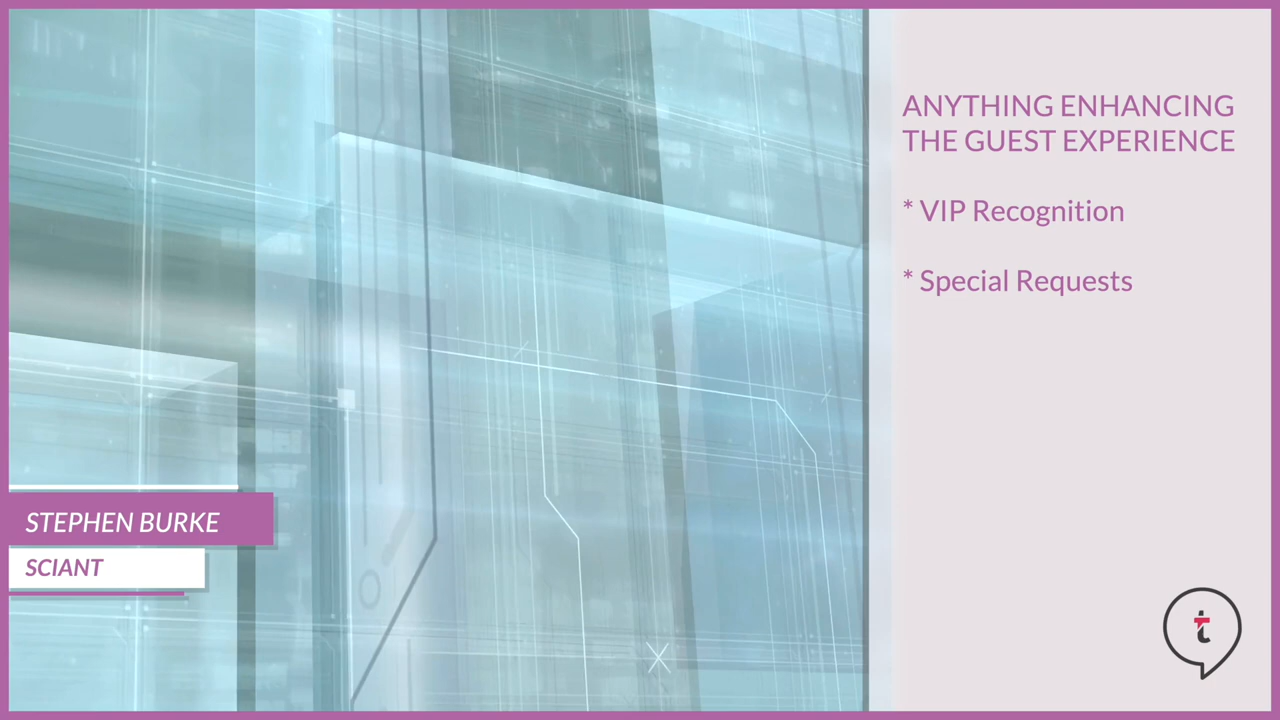 ANYTHING ENHANCING
THE GUEST EXPERIENCE
* VIP Recognition
* Special Requests
STEPHEN BURKE
SCIANT
t